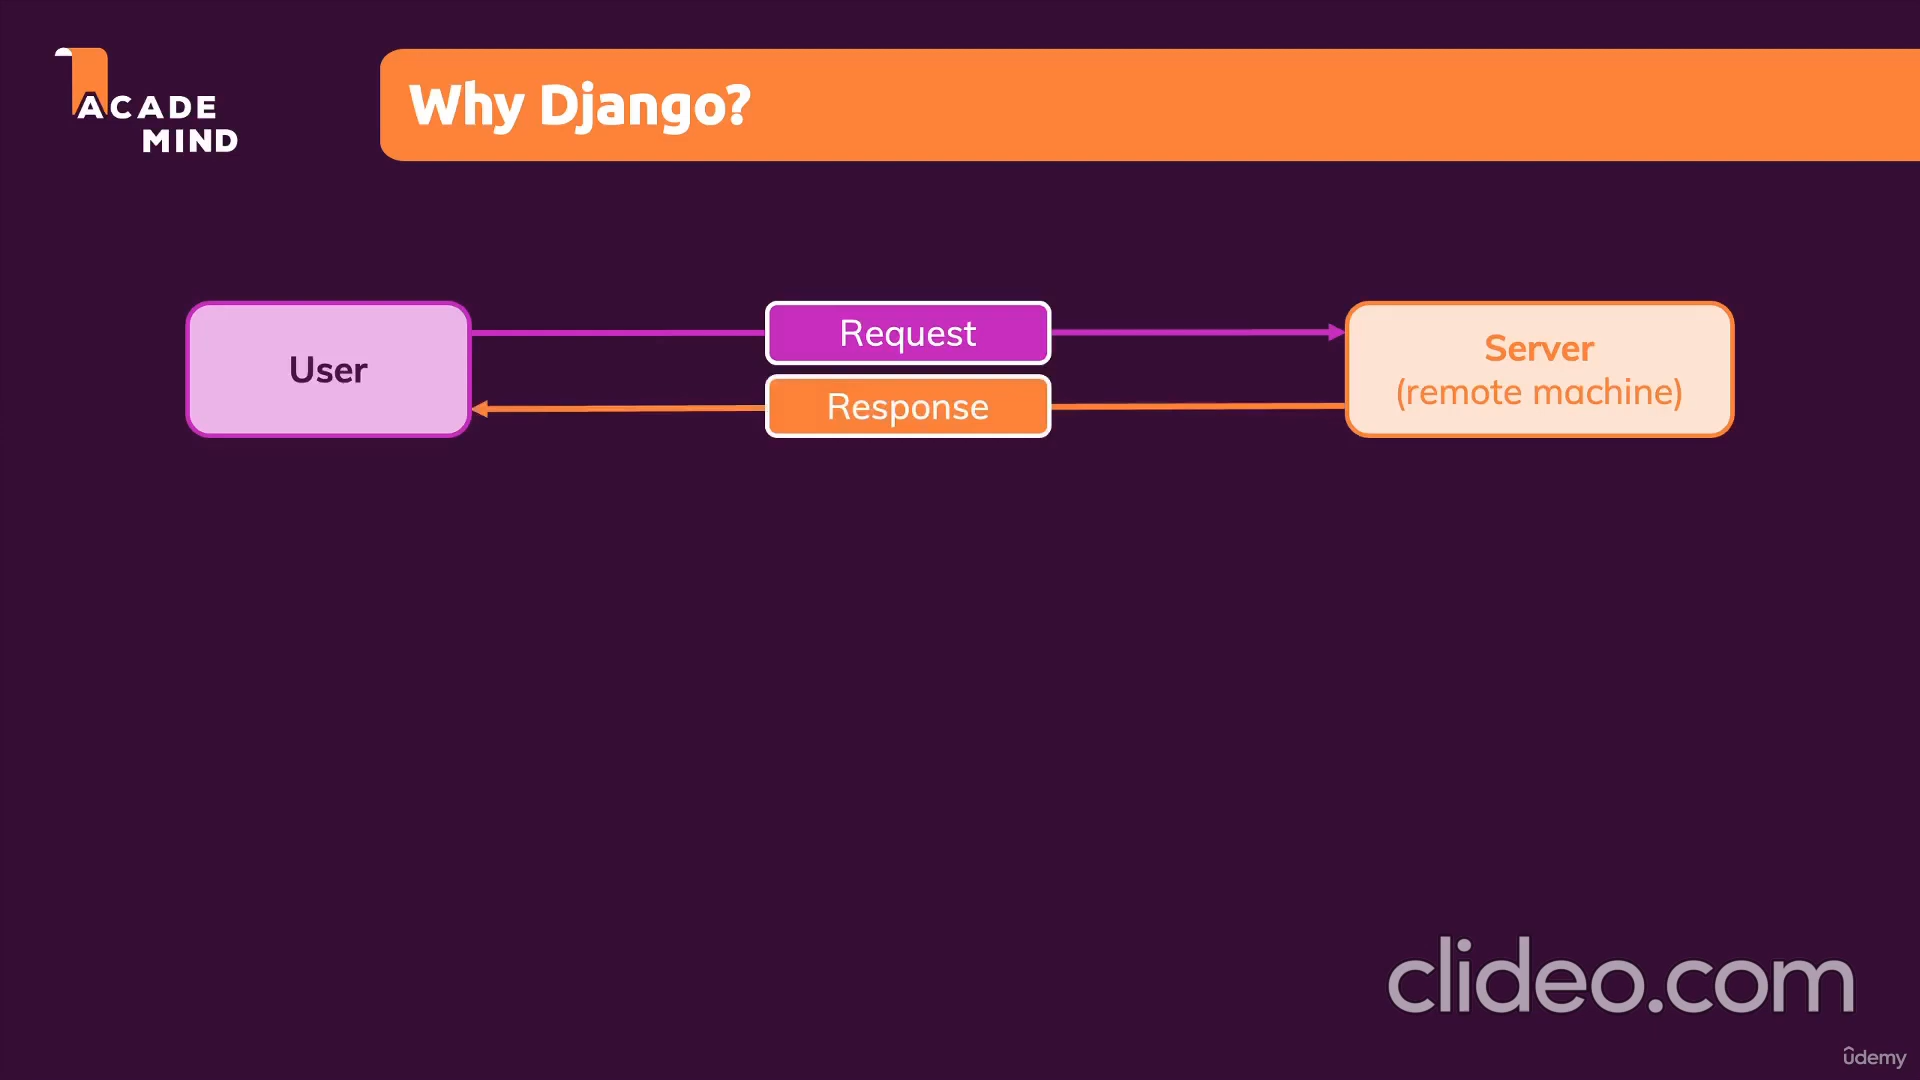 ACADE
MIND
Why Django?
User
Request
Response
Server
(remote machine)
clideo.com
ûdemy